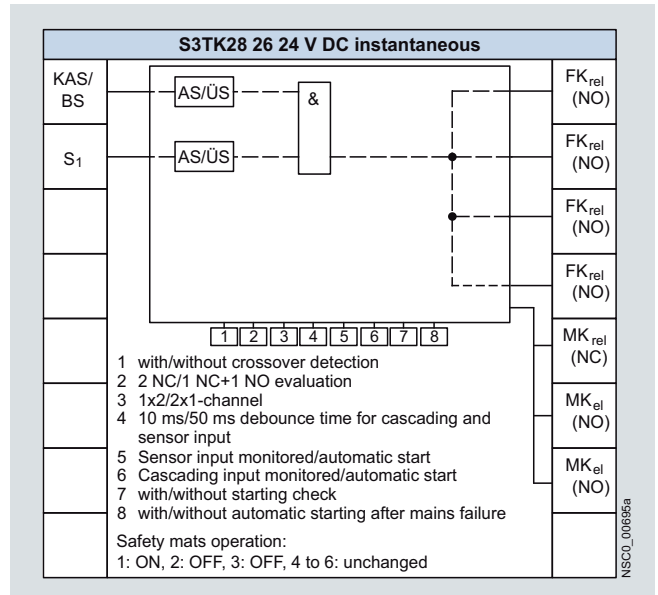 S3TK28 26 24 V DC instantaneous
KAS/
BS
AS/ÜS
&
FKrel
(NO)
S1
AS/ÜS
FKrel
(NO)
FKrel
(NO)
FKrel
(NO)
MKrel
(NC)
MKel
(NO)
MKel
(NO)
1 2 3 4 5 6 7 8
1 with/without crossover detection
2 2 NC/1 NC+1 NO evaluation
3 1x2/2x1-channel
4 10 ms/50 ms debounce time for cascading and
sensor input
5 Sensor input monitored/automatic start
6 Cascading input monitored/automatic start
7 with/without starting check
8 with/without automatic starting after mains failure
Safety mats operation:
1: ON, 2: OFF, 3: OFF, 4 to 6: unchanged
NSC0_00695a